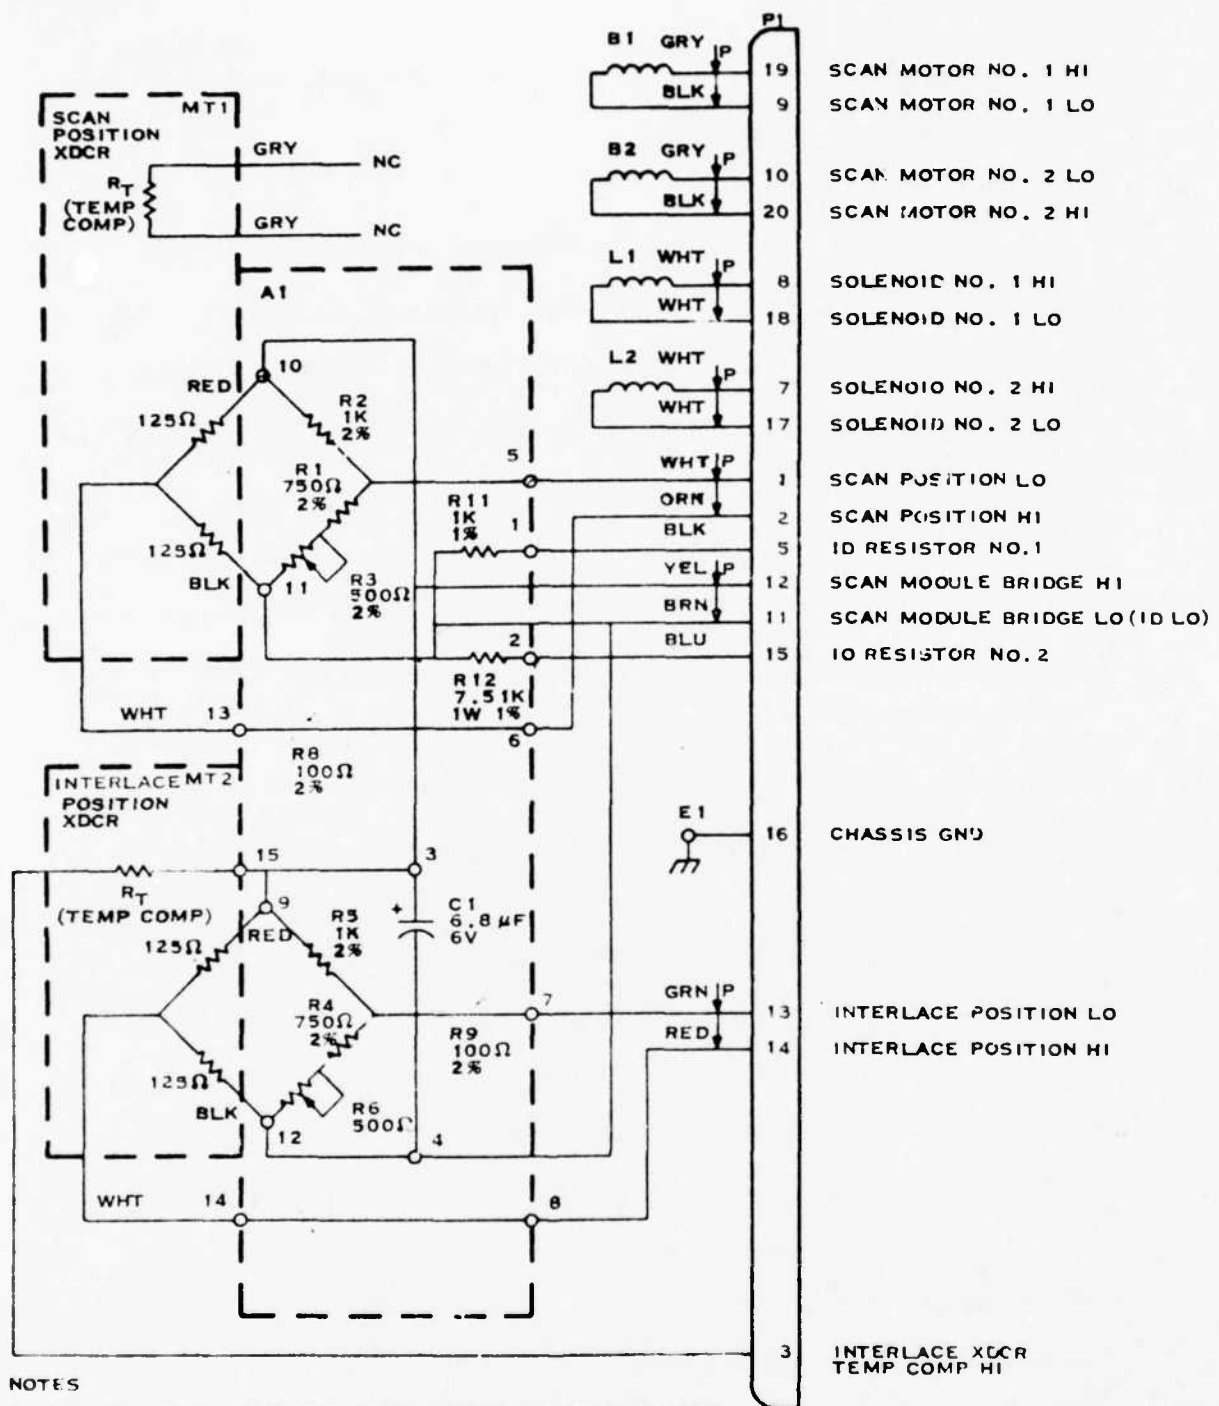 P1
B1 GRY P
19 SCAN MOTOR NO. 1 HI
BLK
9 SCAN MOTOR NO. 1 LO
B2 GRY P
10 SCAN MOTOR NO. 2 LO
BLK
20 SCAN MOTOR NO. 2 HI
L1 WHT P
8 SOLENOID NO. 1 HI
WHT
18 SOLENOID NO. 1 LO
L2 WHT P
7 SOLENOID NO. 2 HI
WHT
17 SOLENOID NO. 2 LO
WHT P
1 SCAN POSITION LO
ORN
2 SCAN POSITION HI
BLK
5 ID RESISTOR NO.1
YEL P
12 SCAN MODULE BRIDGE HI
BRN
11 SCAN MODULE BRIDGE LO (ID LO)
BLU
15 ID RESISTOR NO.2
E1
16 CHASSIS GND
GRN P
13 INTERLACE POSITION LO
RED
14 INTERLACE POSITION HI
3 INTERLACE XDCR
TEMP COMP HI
MT1
SCAN
POSITION
XDCR
RT
(TEMP
COMP)
GRY NC
GRY NC
A1
10
RED
125Ω
R2
1K
2%
R1
750Ω
2%
5
R11
1K
1%
1
125Ω
BLK
11
R3
500Ω
2%
2
R12
7.51K
1W 1%
WHT 13
6
R8
100Ω
2%
INTERLACE MT2
POSITION
XDCR
15
3
RT
(TEMP COMP)
9
RED
125Ω
R5
1K
2%
C1
+
6.8 µF
6V
R4
750Ω
2%
7
R9
100Ω
2%
125Ω
BLK
12
R6
500Ω
4
WHT 14
8
NOTES